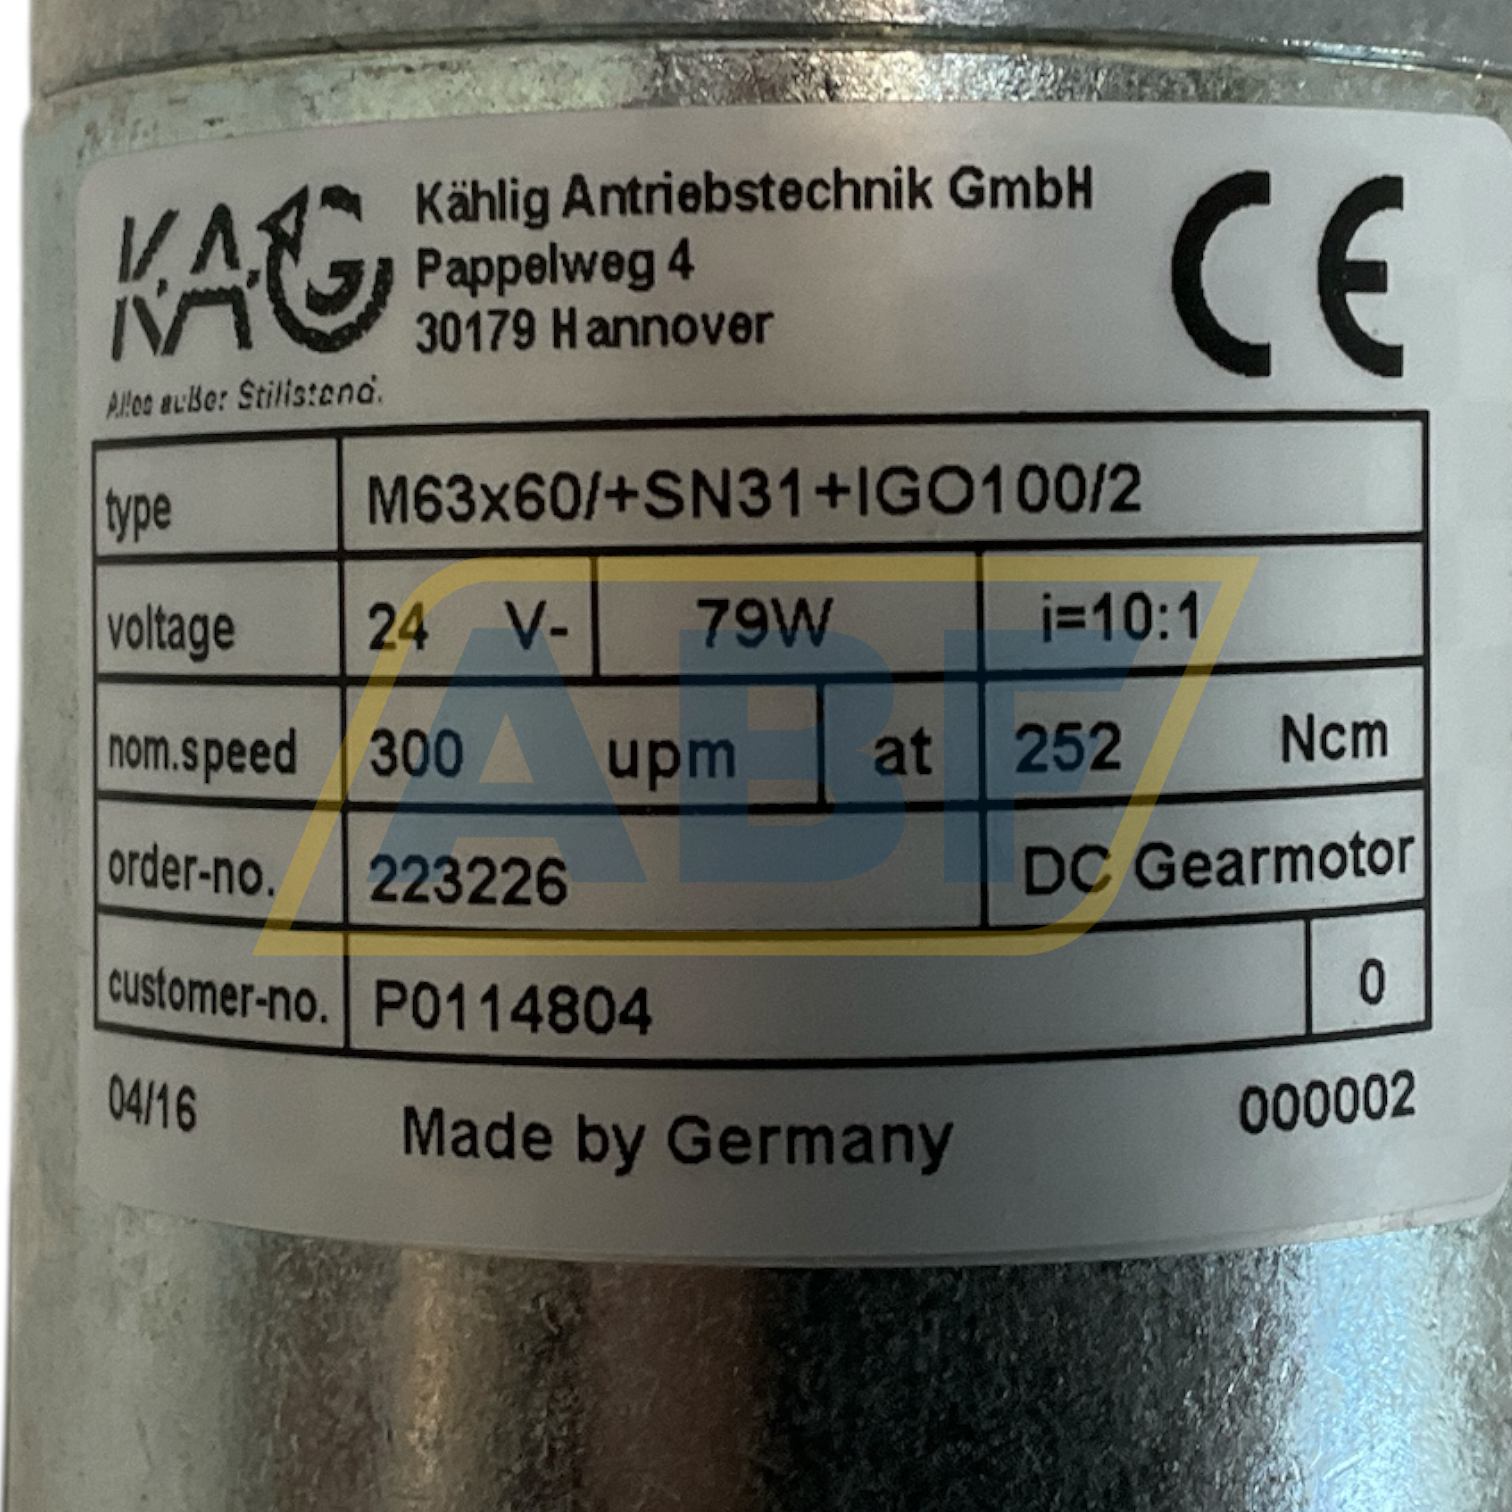 KAG
Kählig Antriebstechnik GmbH
Pappelweg 4
30179 Hannover
CE
Alles außer Stillstand.
type M63x60/+SN31+IGO100/2
voltage 24 V- 79W i=10:1
nom.speed 300 upm at 252 Ncm
order-no. 223226 DC Gearmotor
customer-no. P0114804 0
04/16 Made by Germany 000002
ABF